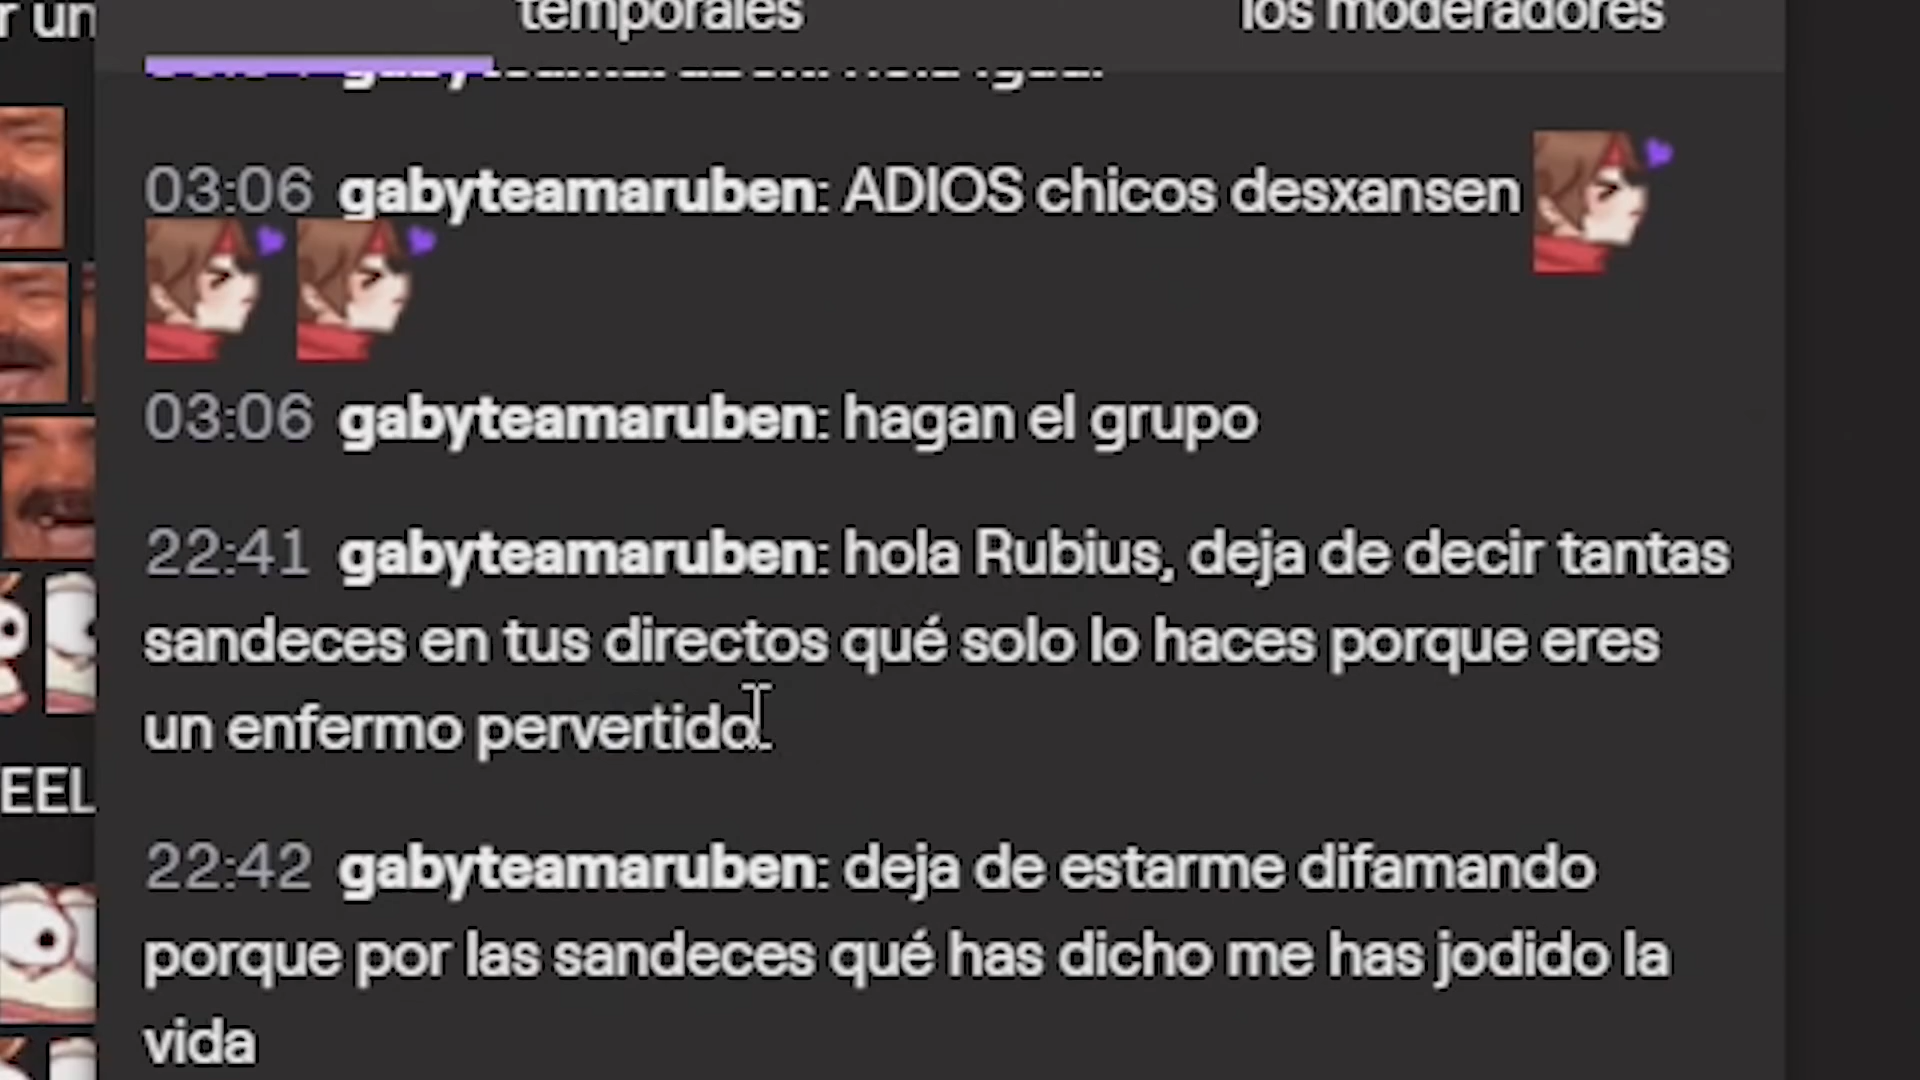 r un
temporales
los moderadores
03:06 gabyteamaruben: ADIOS chicos desxansen
03:06 gabyteamaruben: hagan el grupo
22:41 gabyteamaruben: hola Rubius, deja de decir tantas
sandeces en tus directos qué solo lo haces porque eres
un enfermo pervertido.
EEL
22:42 gabyteamaruben: deja de estarme difamando
porque por las sandeces qué has dicho me has jodido la
vida